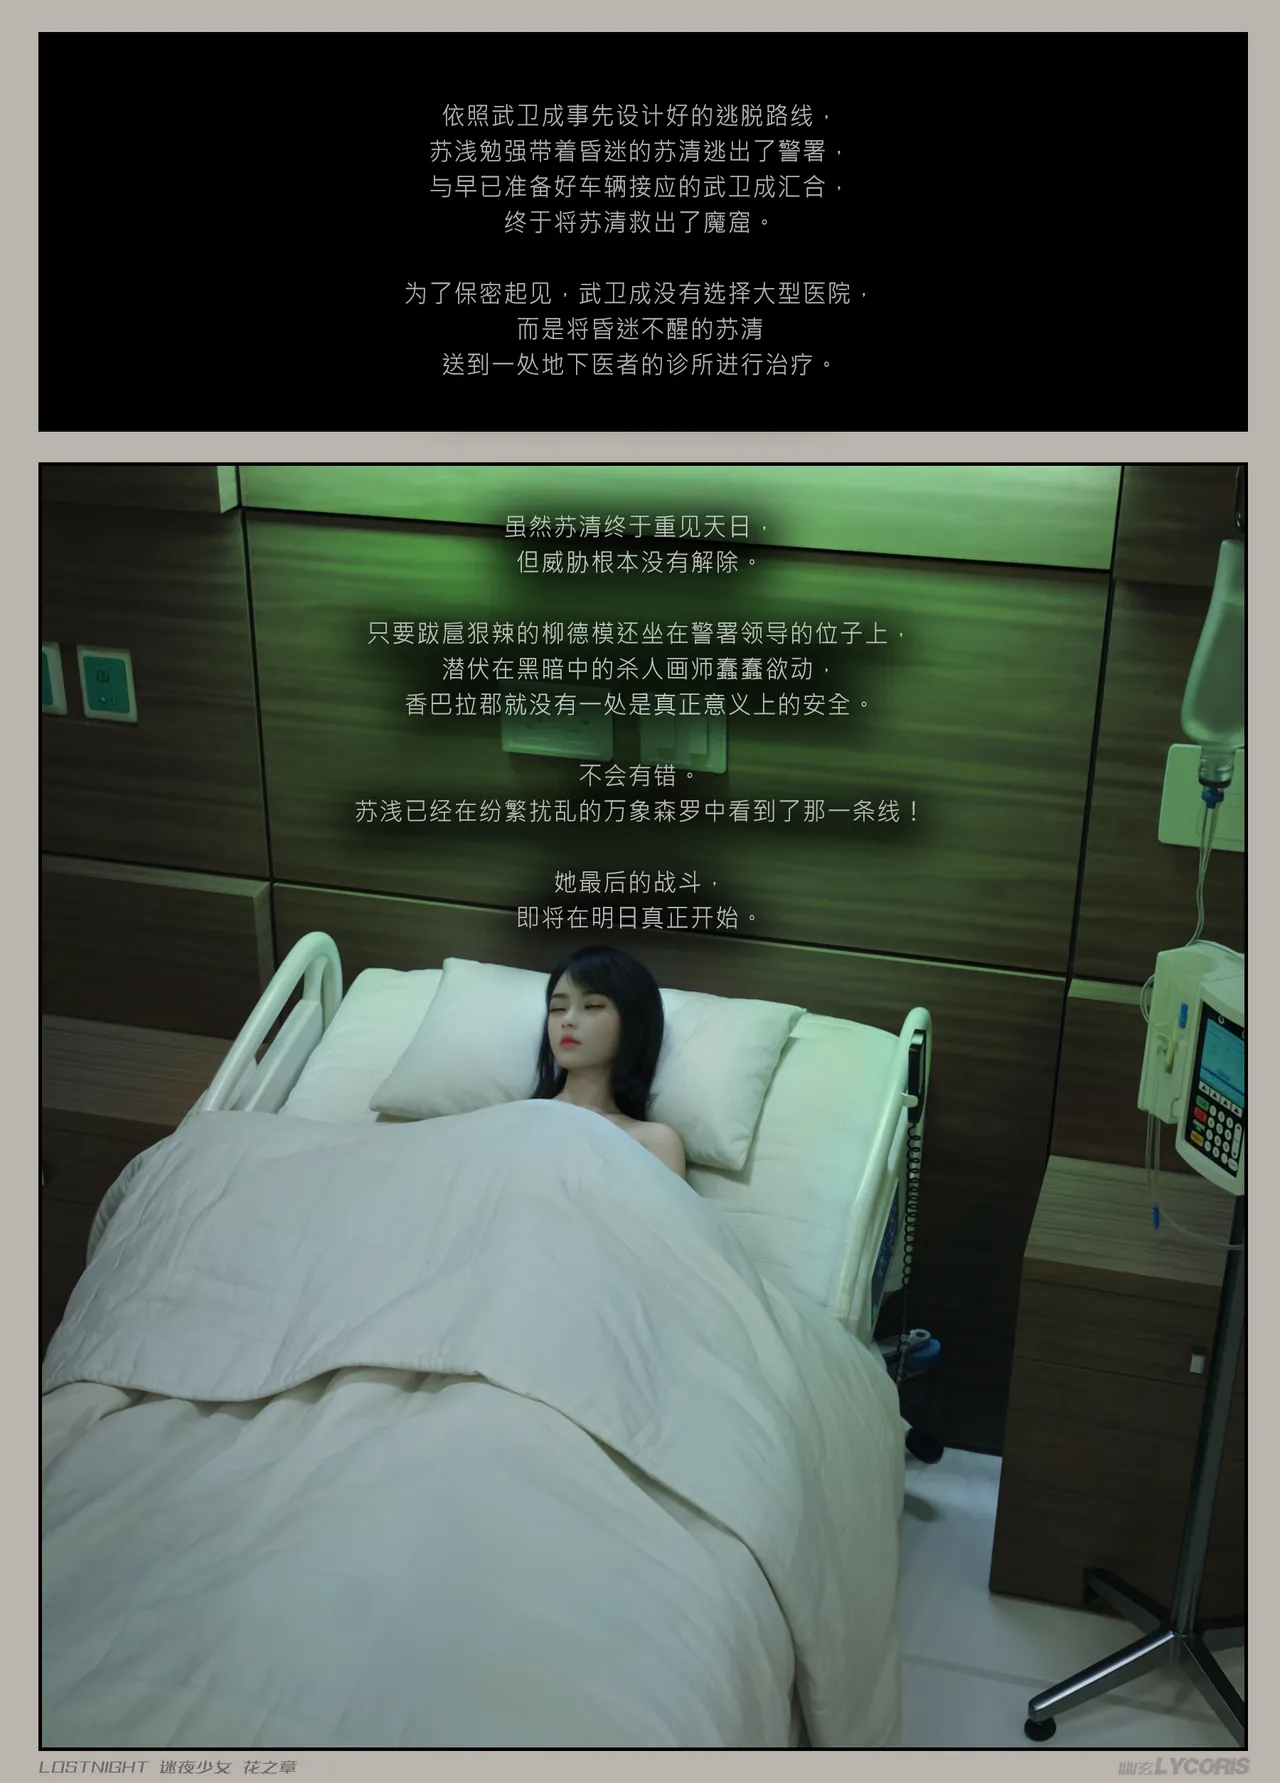 依照武卫成事先设计好的逃脱路线，
苏浅勉强带着昏迷的苏清逃出了警署，
与早已准备好车辆接应的武卫成汇合，
终于将苏清救出了魔窟。
为了保密起见，武卫成没有选择大型医院，
而是将昏迷不醒的苏清
送到一处地下医者的诊所进行治疗。
虽然苏清终于重见天日，
但威胁根本没有解除。
只要跋扈狠辣的柳德模还坐在警署领导的位子上，
潜伏在黑暗中的杀人画师蠢蠢欲动，
香巴拉郡就没有一处是真正意义上的安全。
不会有错。
苏浅已经在纷繁扰乱的万象森罗中看到了那一条线！
她最后的战斗，
即将在明日真正开始。
LOSTNIGHT 迷夜少女 花之章
幽玄LYCORIS